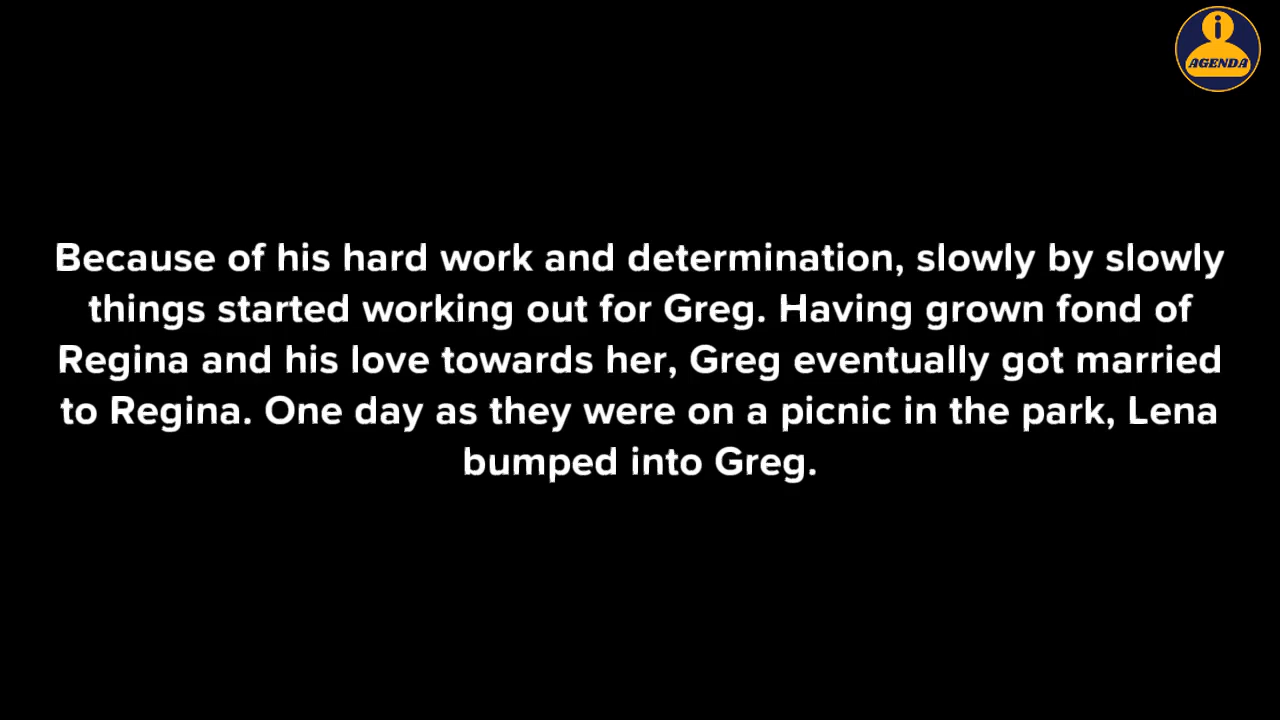 i
AGENDA
Because of his hard work and determination, slowly by slowly
things started working out for Greg. Having grown fond of
Regina and his love towards her, Greg eventually got married
to Regina. One day as they were on a picnic in the park, Lena
bumped into Greg.